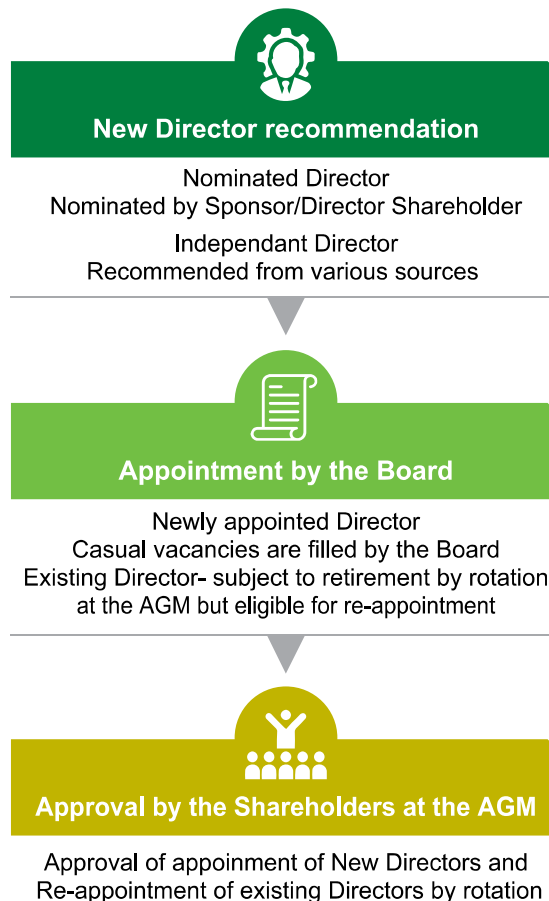 New Director recommendation
Nominated Director
Nominated by Sponsor/Director Shareholder
Independant Director
Recommended from various sources
Appointment by the Board
Newly appointed Director
Casual vacancies are filled by the Board
Existing Director- subject to retirement by rotation
at the AGM but eligible for re-appointment
Approval by the Shareholders at the AGM
Approval of appoinment of New Directors and
Re-appointment of existing Directors by rotation